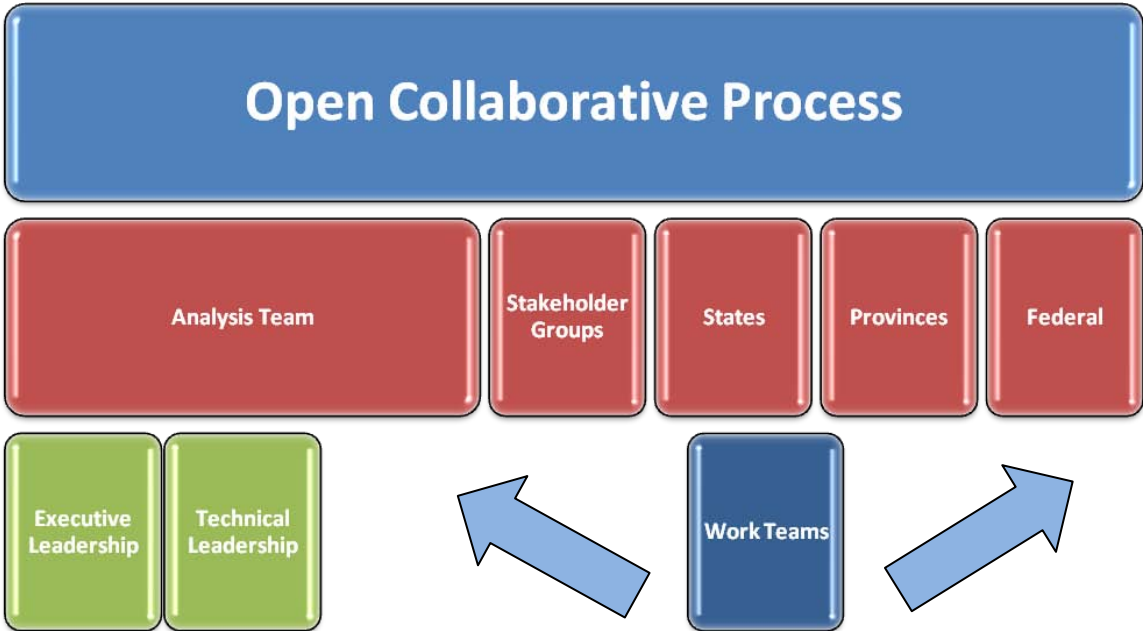 Open Collaborative Process
Analysis Team
Stakeholder
Groups
States
Provinces
Federal
Executive
Leadership
Technical
Leadership
Work Teams